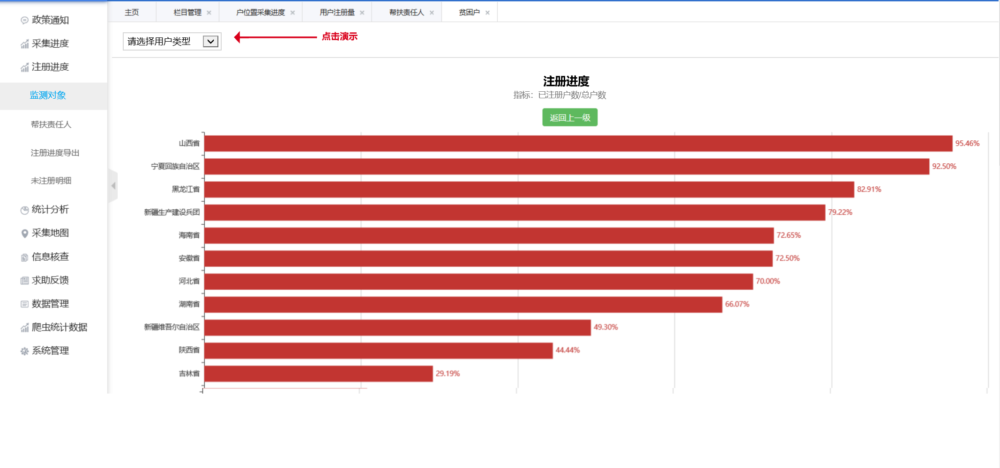 政策通知
采集进度
注册进度
监测对象
帮扶责任人
注册进度导出
未注册明细
统计分析
采集地图
信息核查
求助反馈
数据管理
爬虫统计数据
系统管理
主页 栏目管理 × 户位置采集进度 × 用户注册量 × 帮扶责任人 × 贫困户 ×
请选择用户类型
点击演示
注册进度
指标：已注册户数/总户数
返回上一级
山西省 95.46%
宁夏回族自治区 92.50%
黑龙江省 82.91%
新疆生产建设兵团 79.22%
海南省 72.65%
安徽省 72.50%
河北省 70.00%
湖南省 66.07%
新疆维吾尔自治区 49.30%
陕西省 44.44%
吉林省 29.19%